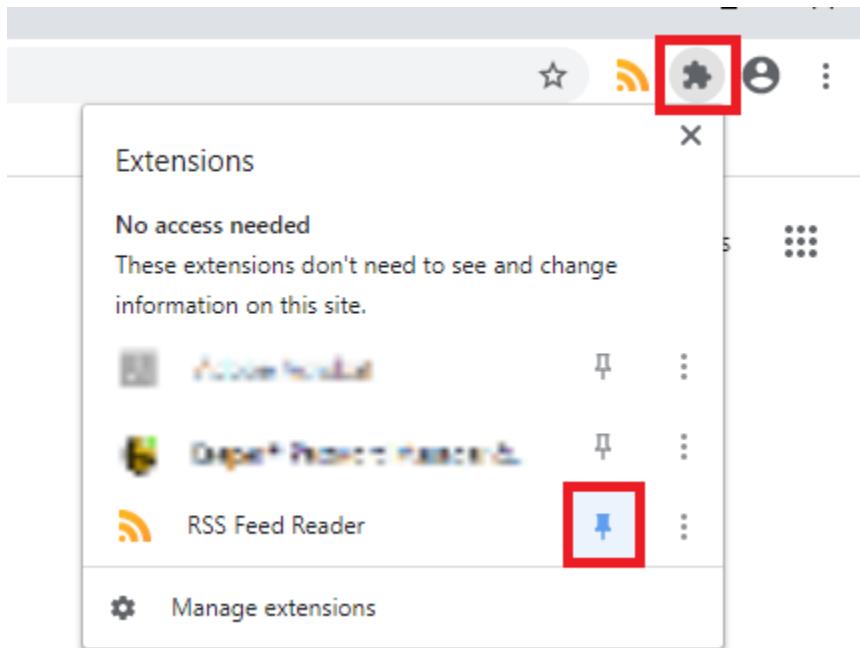 Extensions
No access needed
These extensions don't need to see and change
information on this site.
RSS Feed Reader
Manage extensions